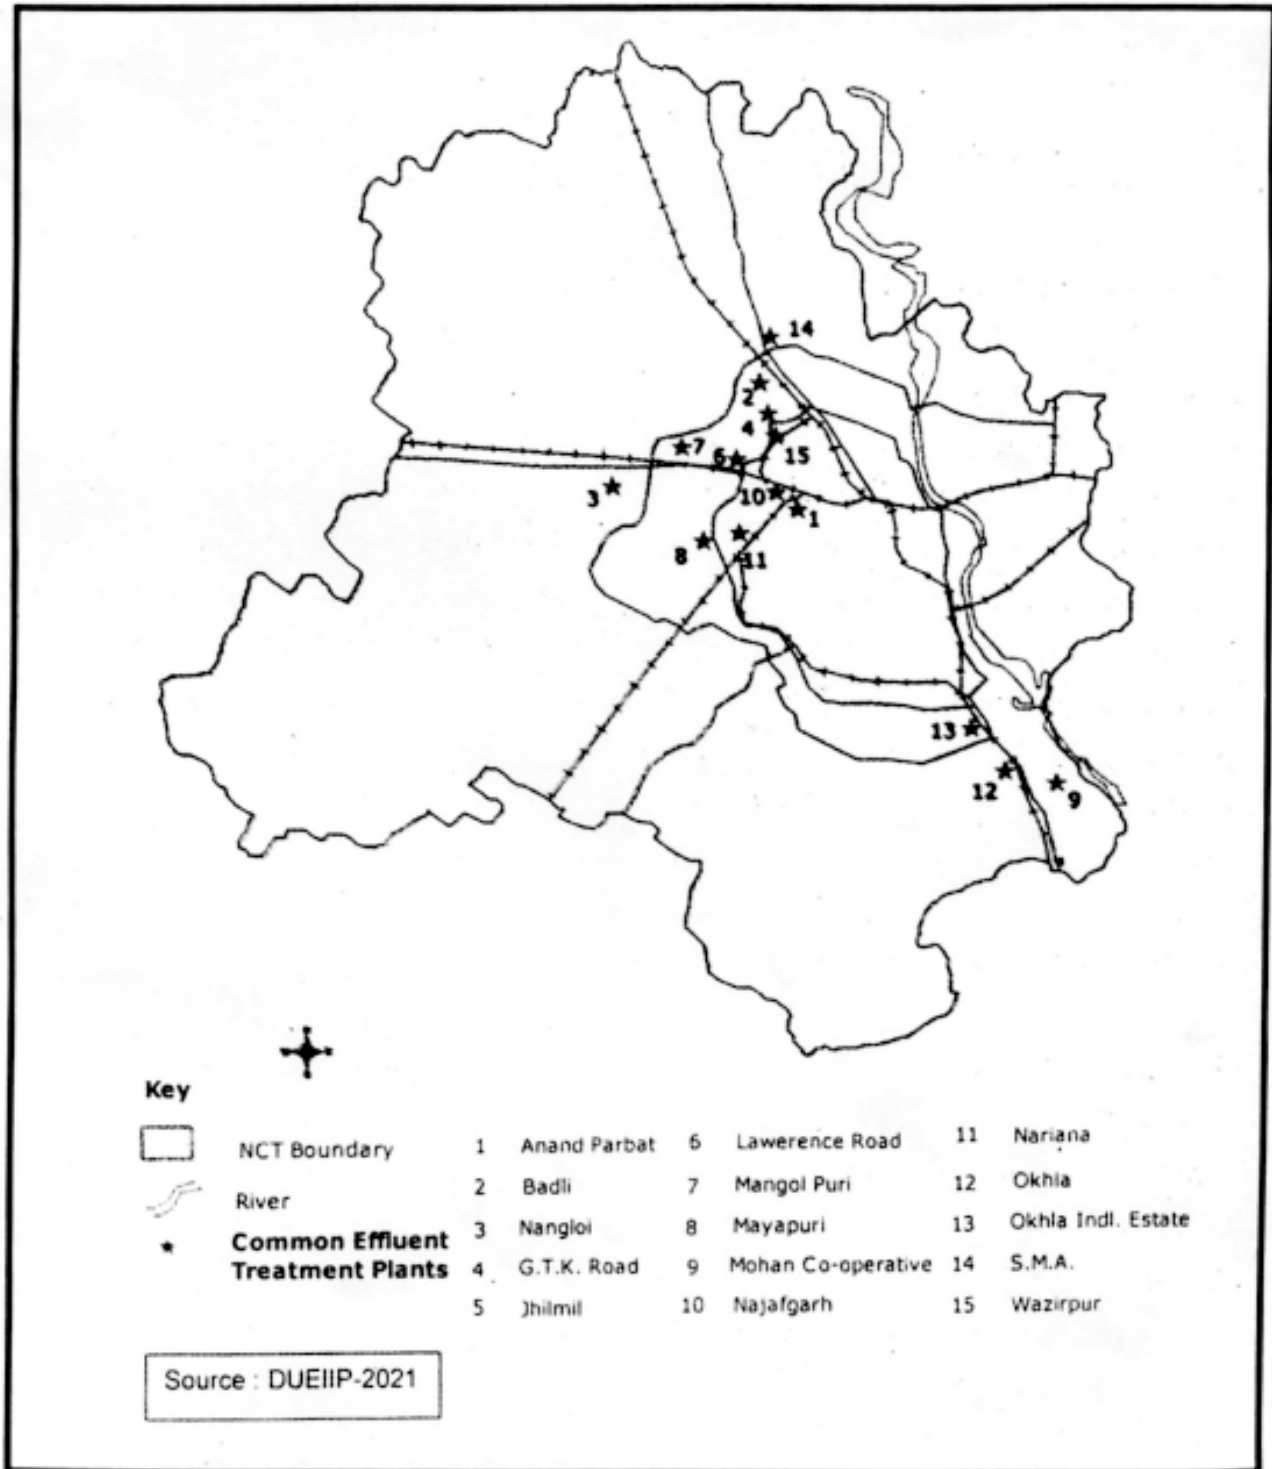 14
2
4
7
6
15
3
10
1
8
11
13
12
9
Key
NCT Boundary
River
Common Effluent
Treatment Plants
1 Anand Parbat
2 Badli
3 Nangloi
4 G.T.K. Road
5 Jhilmil
6 Lawerence Road
7 Mangol Puri
8 Mayapuri
9 Mohan Co-operative
10 Najafgarh
11 Nariana
12 Okhla
13 Okhla Indl. Estate
14 S.M.A.
15 Wazirpur
Source : DUEIIP-2021